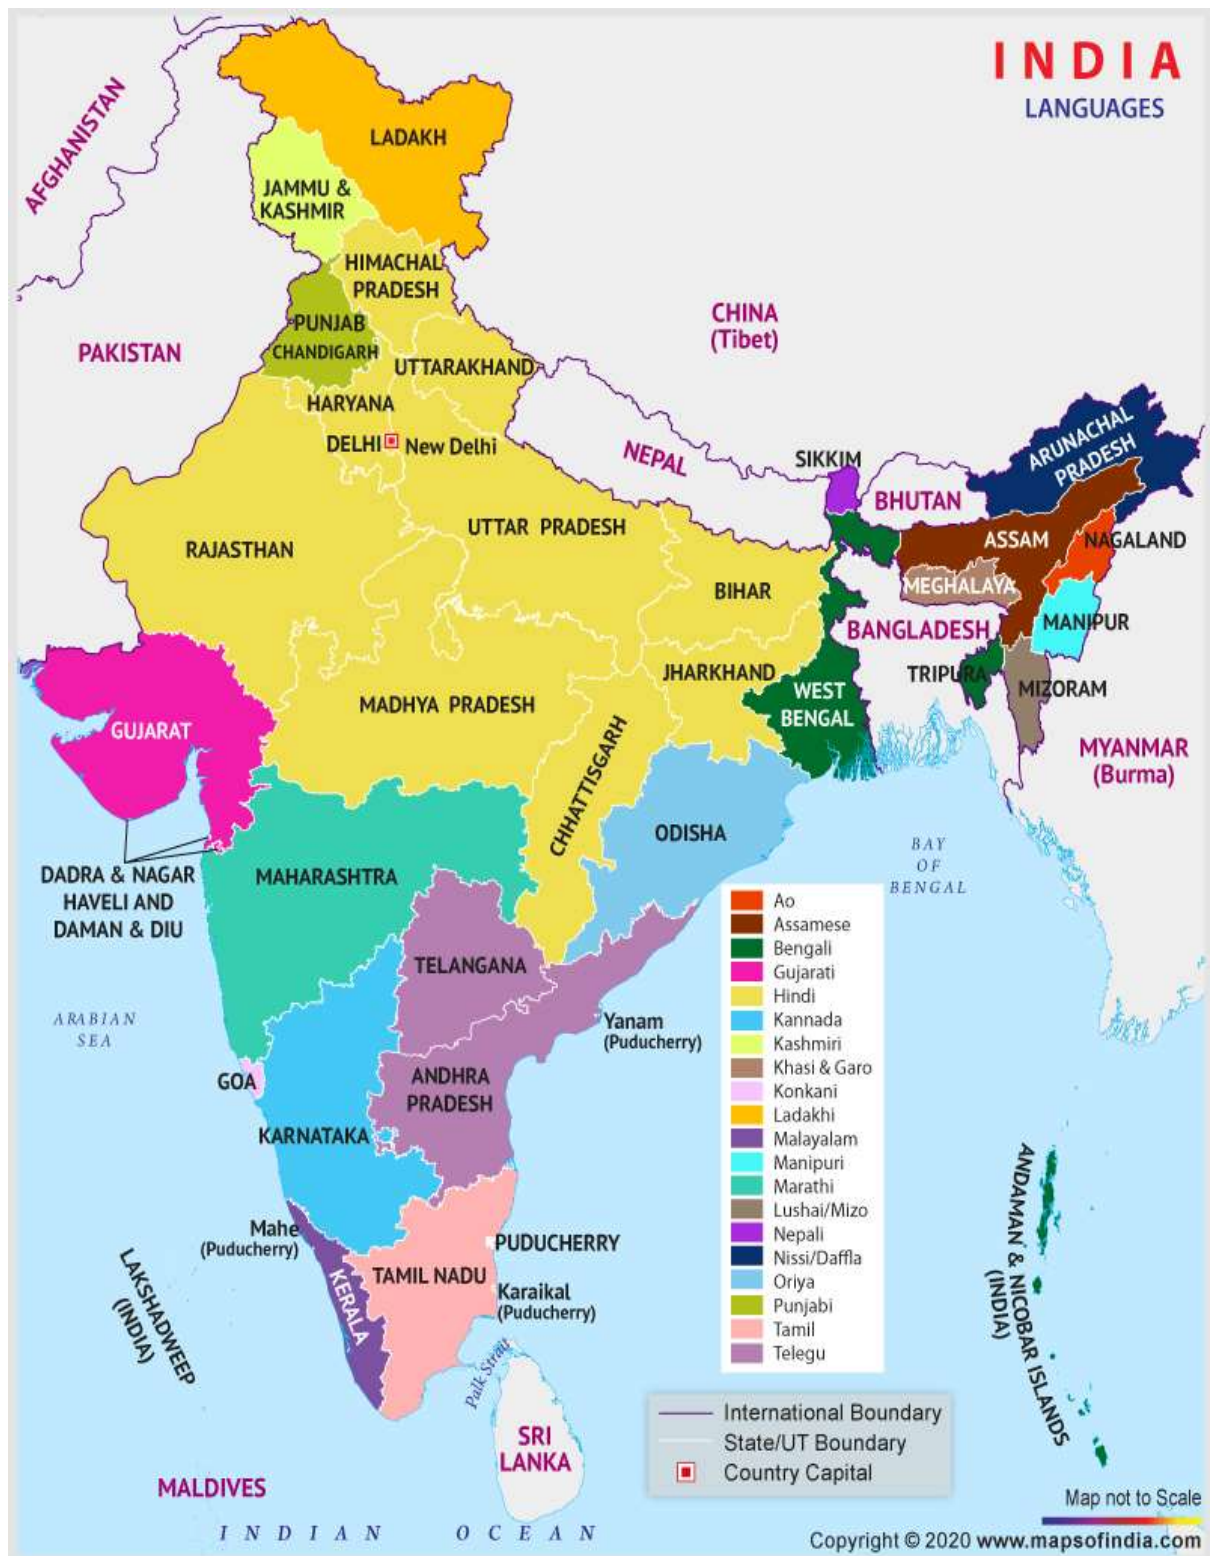 INDIA
LANGUAGES
AFGHANISTAN
LADAKH
JAMMU &
KASHMIR
HIMACHAL
PRADESH
CHINA
(Tibet)
PAKISTAN
PUNJAB
CHANDIGARH
UTTARAKHAND
HARYANA
DELHI
New Delhi
NEPAL
SIKKIM
BHUTAN
ARUNACHAL
PRADESH
RAJASTHAN
UTTAR PRADESH
ASSAM
NAGALAND
BIHAR
MEGHALAYA
BANGLADESH
MANIPUR
JHARKHAND
TRIPURA
MIZORAM
GUJARAT
MADHYA PRADESH
WEST
BENGAL
MYANMAR
(Burma)
CHHATTISGARH
ODISHA
DADRA & NAGAR
HAVELI AND
DAMAN & DIU
MAHARASHTRA
BAY
OF
BENGAL
TELANGANA
ARABIAN
SEA
Yanam
(Puducherry)
GOA
ANDHRA
PRADESH
KARNATAKA
Ao
Assamese
Bengali
Gujarati
Hindi
Kannada
Kashmiri
Khasi & Garo
Konkani
Ladakhi
Malayalam
Manipuri
Marathi
Lushai/Mizo
Nepali
Nissi/Daffla
Oriya
Punjabi
Tamil
Telegu
Mahe
(Puducherry)
PUDUCHERRY
KERALA
TAMIL NADU
Karaikal
(Puducherry)
LAKSHADWEEP
(INDIA)
ANDAMAN & NICOBAR ISLANDS
(INDIA)
Palk Strait
SRI
LANKA
MALDIVES
INDIAN OCEAN
International Boundary
State/UT Boundary
Country Capital
Map not to Scale
Copyright © 2020 www.mapsofindia.com